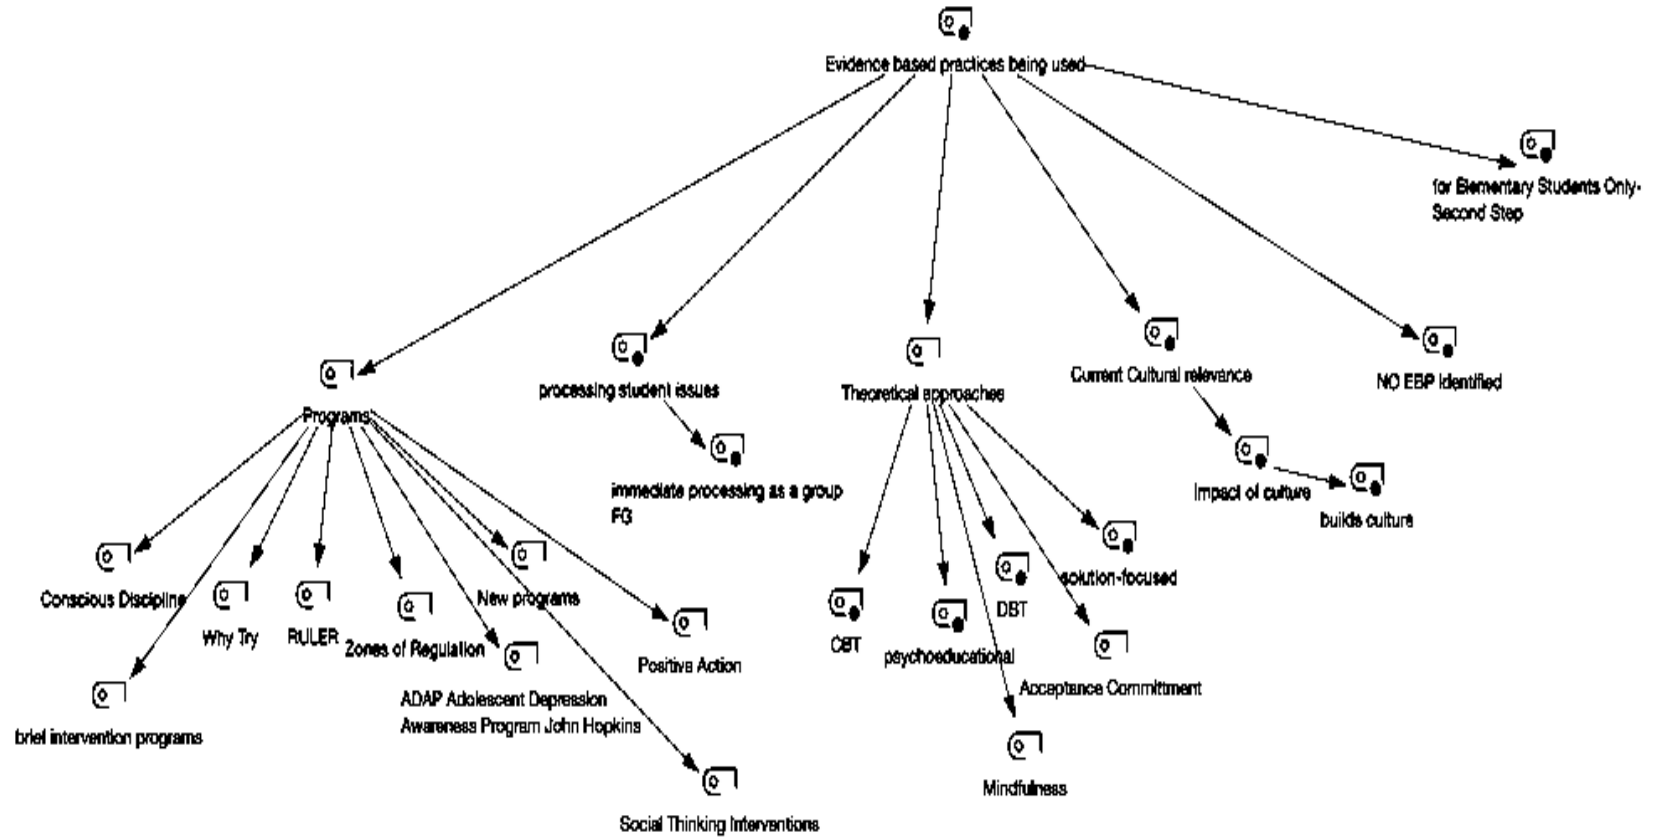 Evidence based practices being used
for Elementary Students Only-
Second Step
Programs
processing student issues
Theoretical approaches
Current Cultural relevance
NO EBP identified
immediate processing as a group
FG
impact of culture
builds culture
Conscious Discipline
Why Try
RULER
Zones of Regulation
New programs
Positive Action
ADAP Adolescent Depression
Awareness Program John Hopkins
brief intervention programs
Social Thinking Interventions
CBT
psychoeducational
DBT
solution-focused
Acceptance Committment
Mindfulness